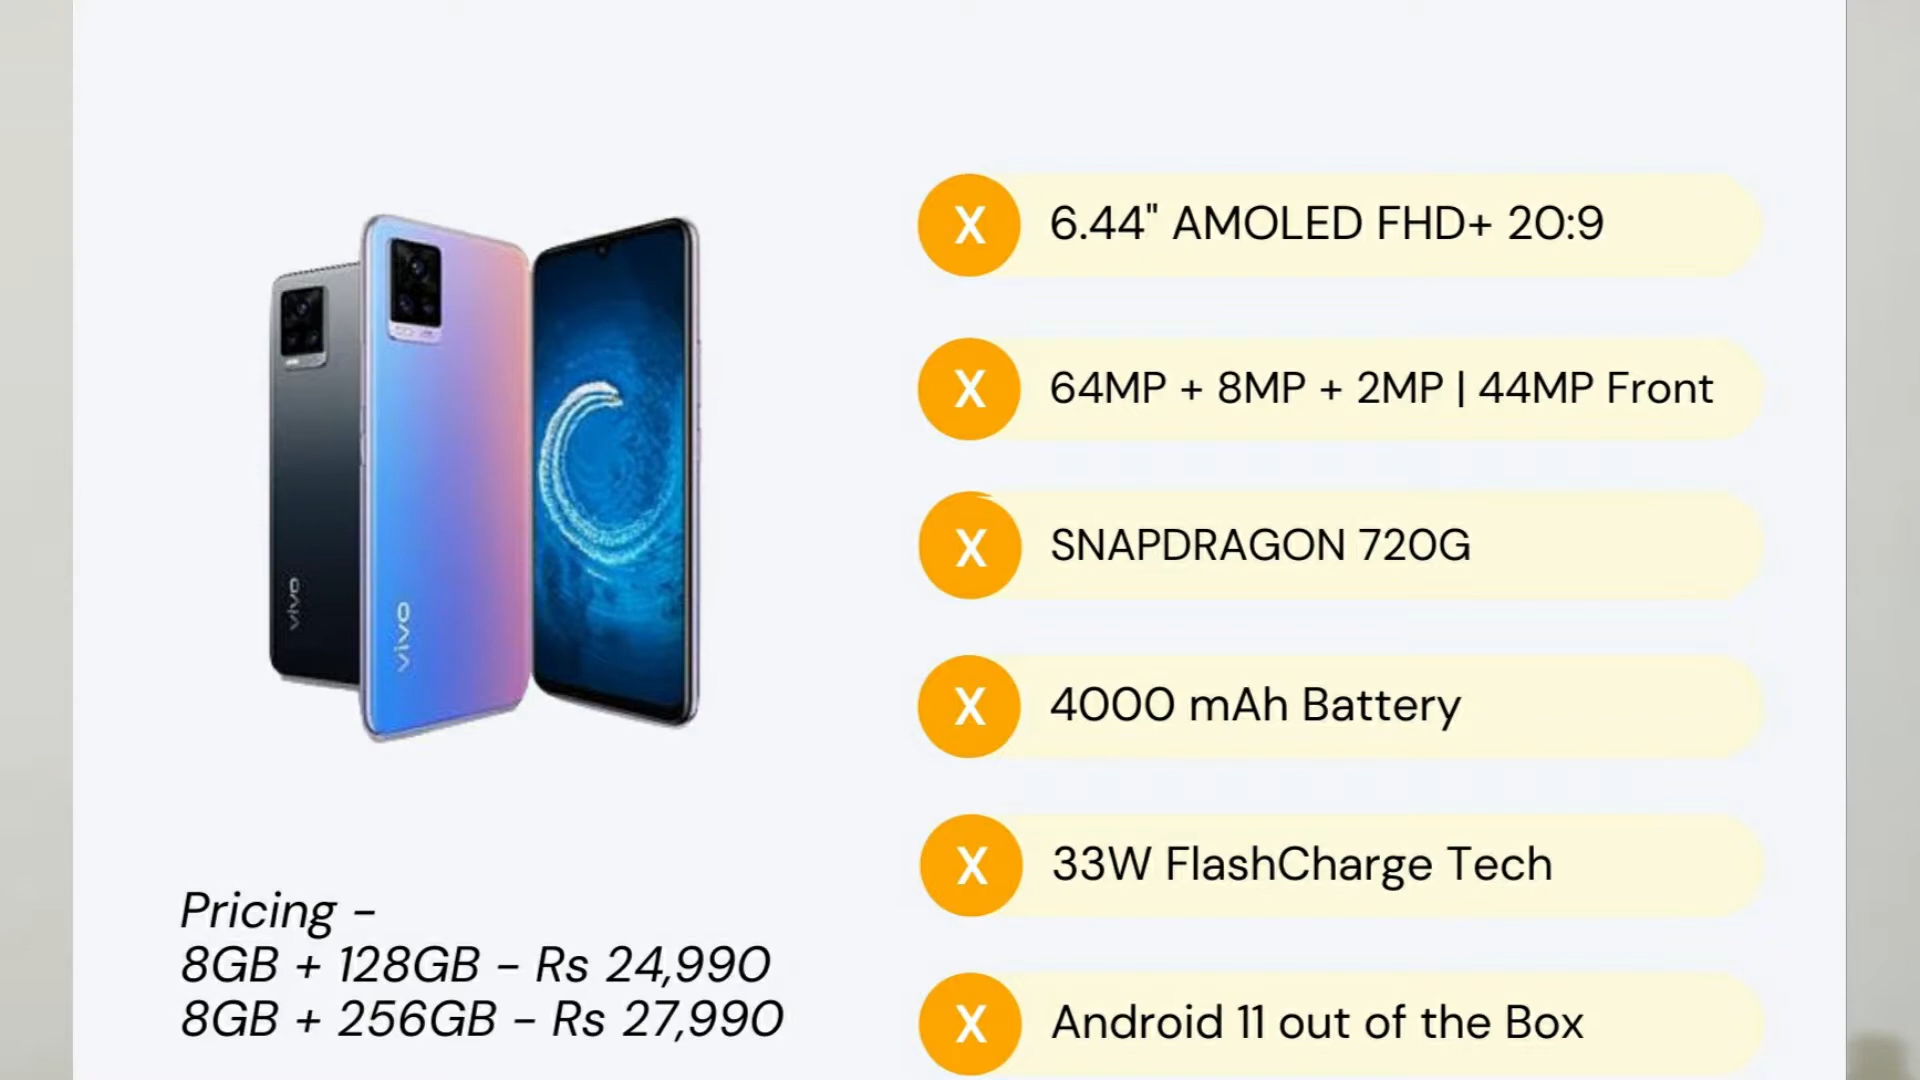 X 6.44" AMOLED FHD+ 20:9
X 64MP + 8MP + 2MP | 44MP Front
X SNAPDRAGON 720G
X 4000 mAh Battery
X 33W FlashCharge Tech
X Android 11 out of the Box
vivo
vivo
Pricing –
8GB + 128GB – Rs 24,990
8GB + 256GB – Rs 27,990